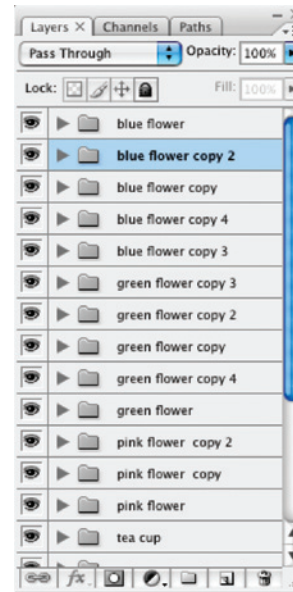 Layers × Channels Paths
Pass Through Opacity: 100%
Lock: Fill: 100%
blue flower
blue flower copy 2
blue flower copy
blue flower copy 4
blue flower copy 3
green flower copy 3
green flower copy 2
green flower copy
green flower copy 4
green flower
pink flower copy 2
pink flower copy
pink flower
tea cup
fx.